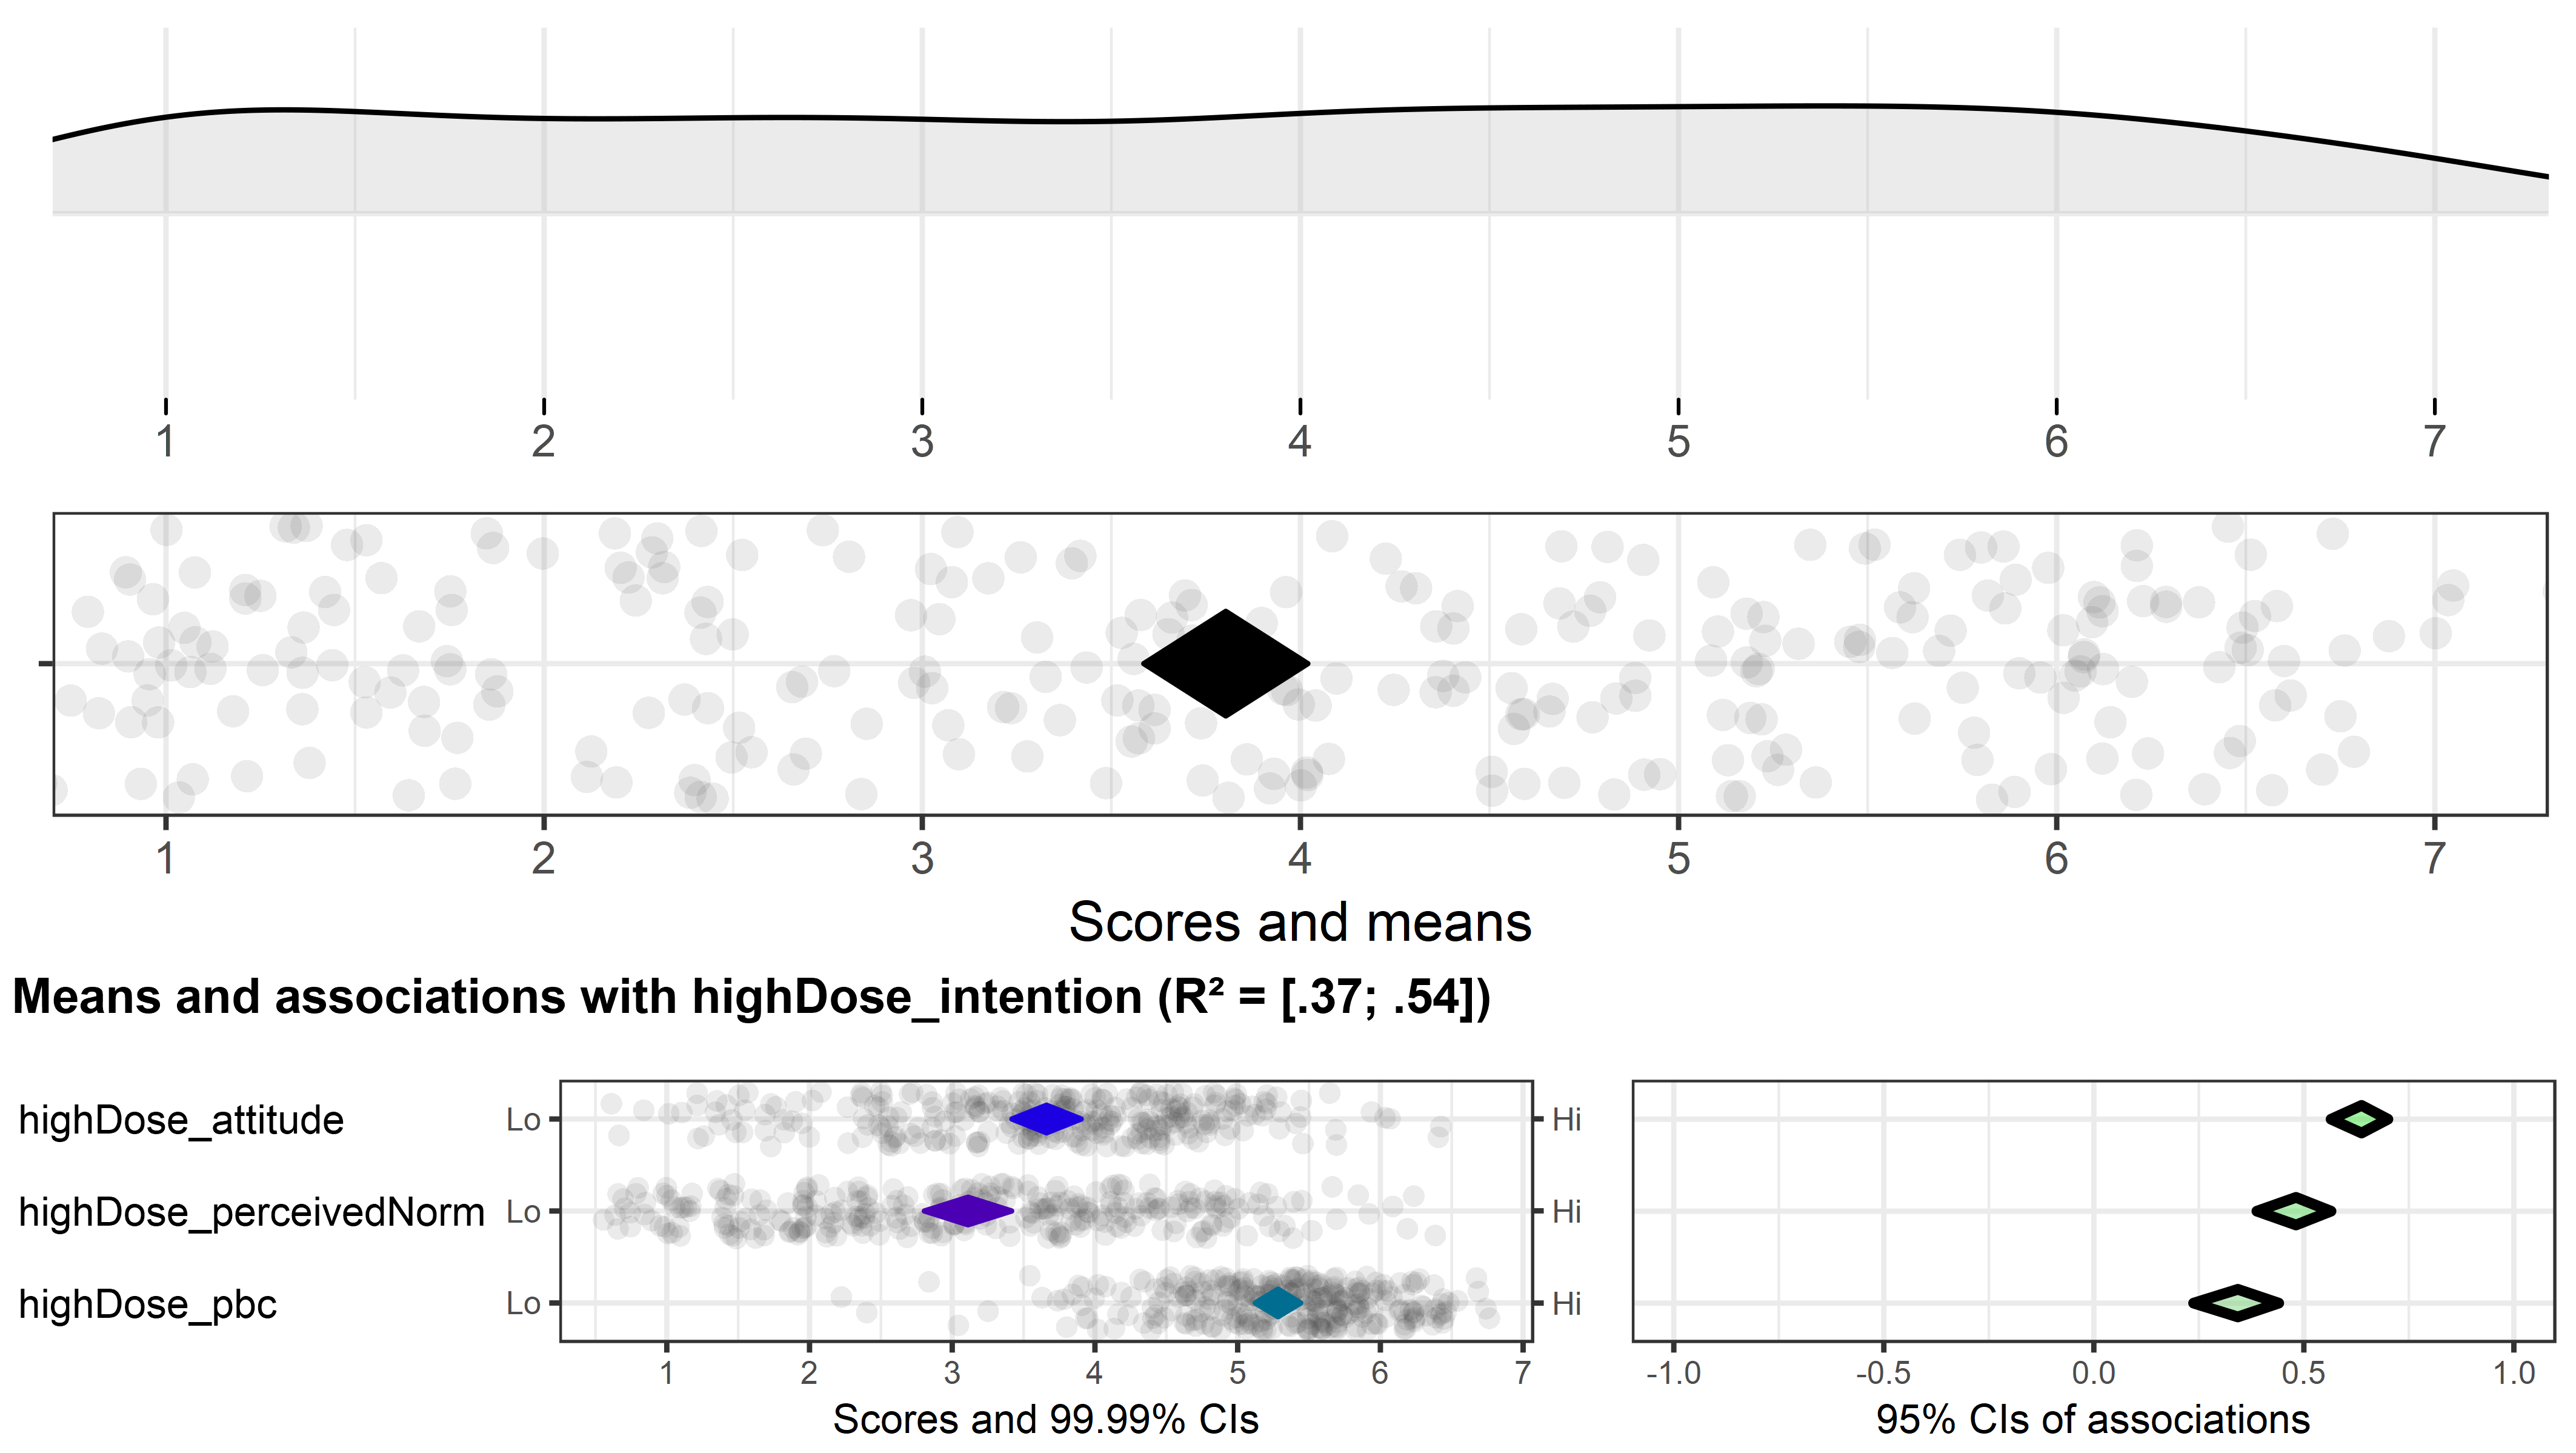 1 2 3 4 5 6 7
1 2 3 4 5 6 7
Scores and means
Means and associations with highDose_intention (R² = [.37; .54])
highDose_attitude Lo Hi
highDose_perceivedNorm Lo Hi
highDose_pbc Lo Hi
1 2 3 4 5 6 7 -1.0 -0.5 0.0 0.5 1.0
Scores and 99.99% CIs 95% CIs of associations